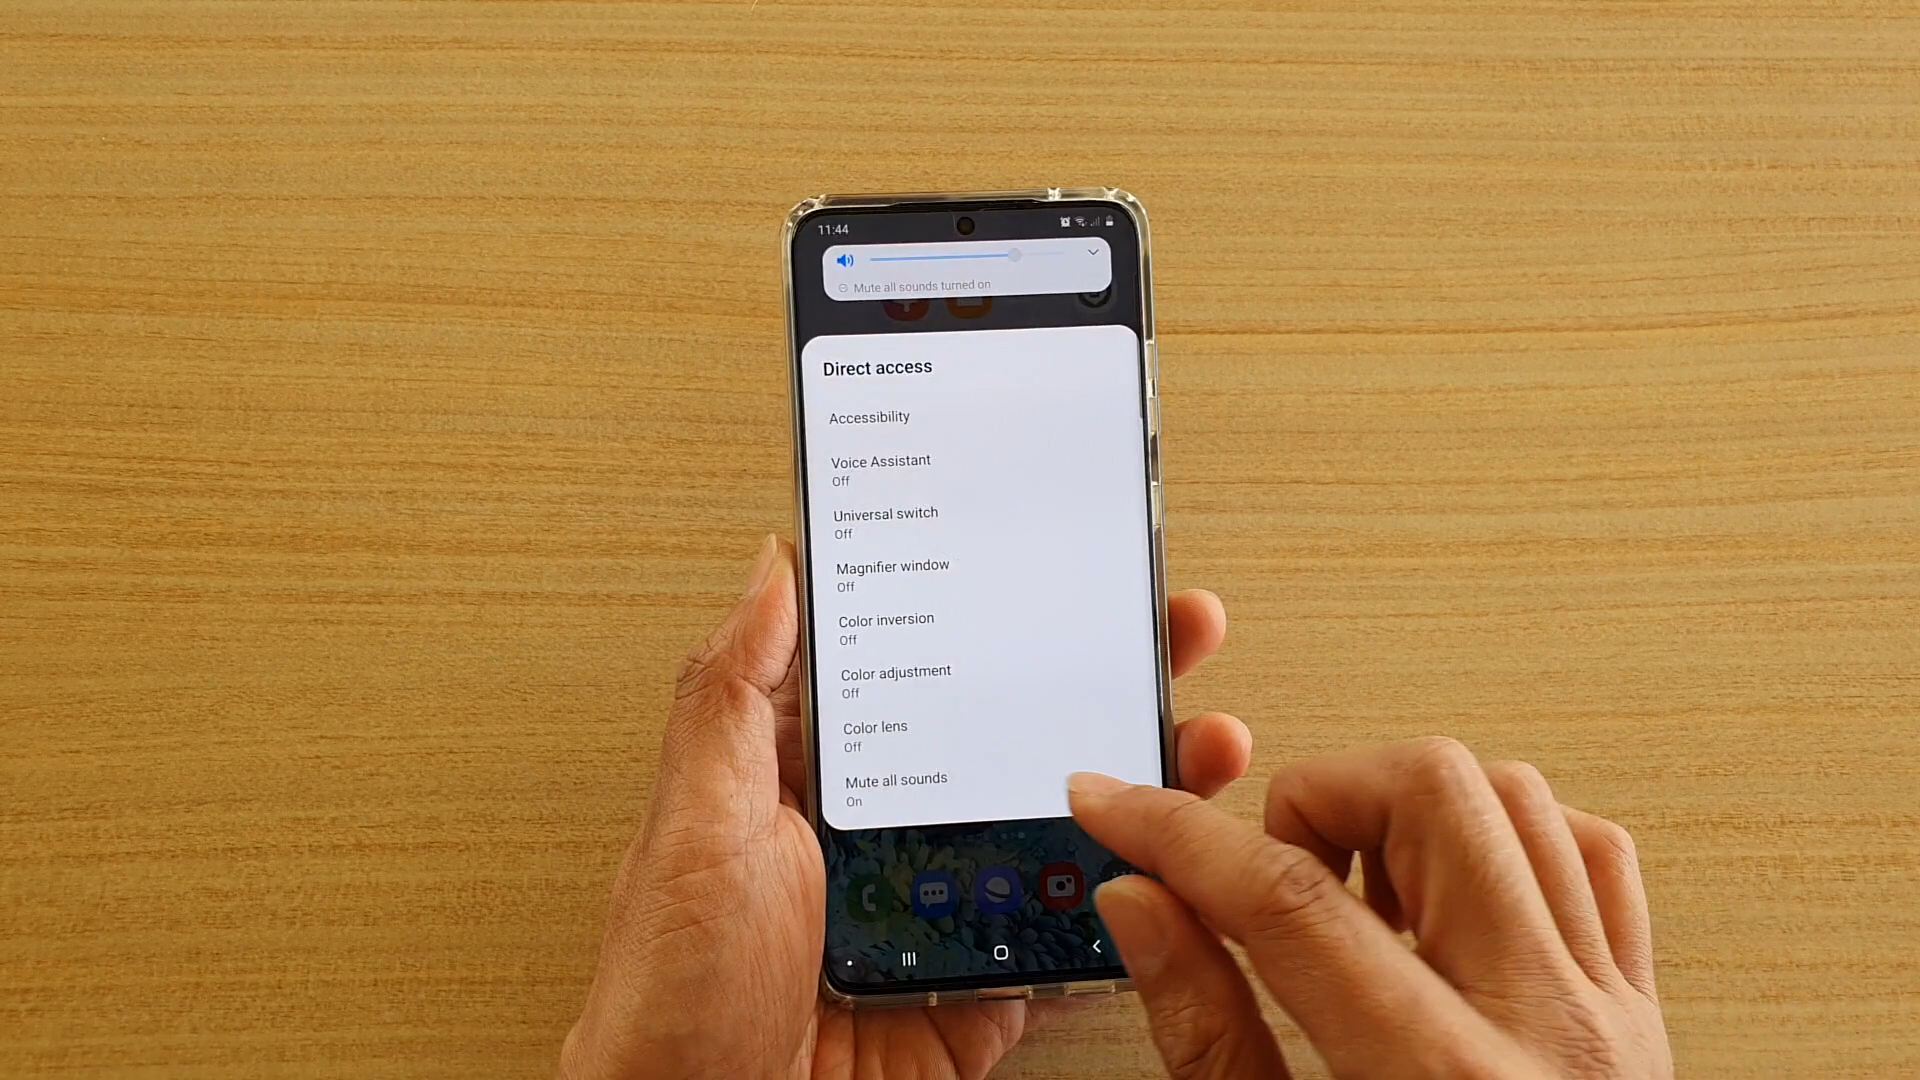 11:44
Mute all sounds turned on
Direct access
Accessibility
Voice Assistant
Off
Universal switch
Off
Magnifier window
Off
Color inversion
Off
Color adjustment
Off
Color lens
Off
Mute all sounds
On